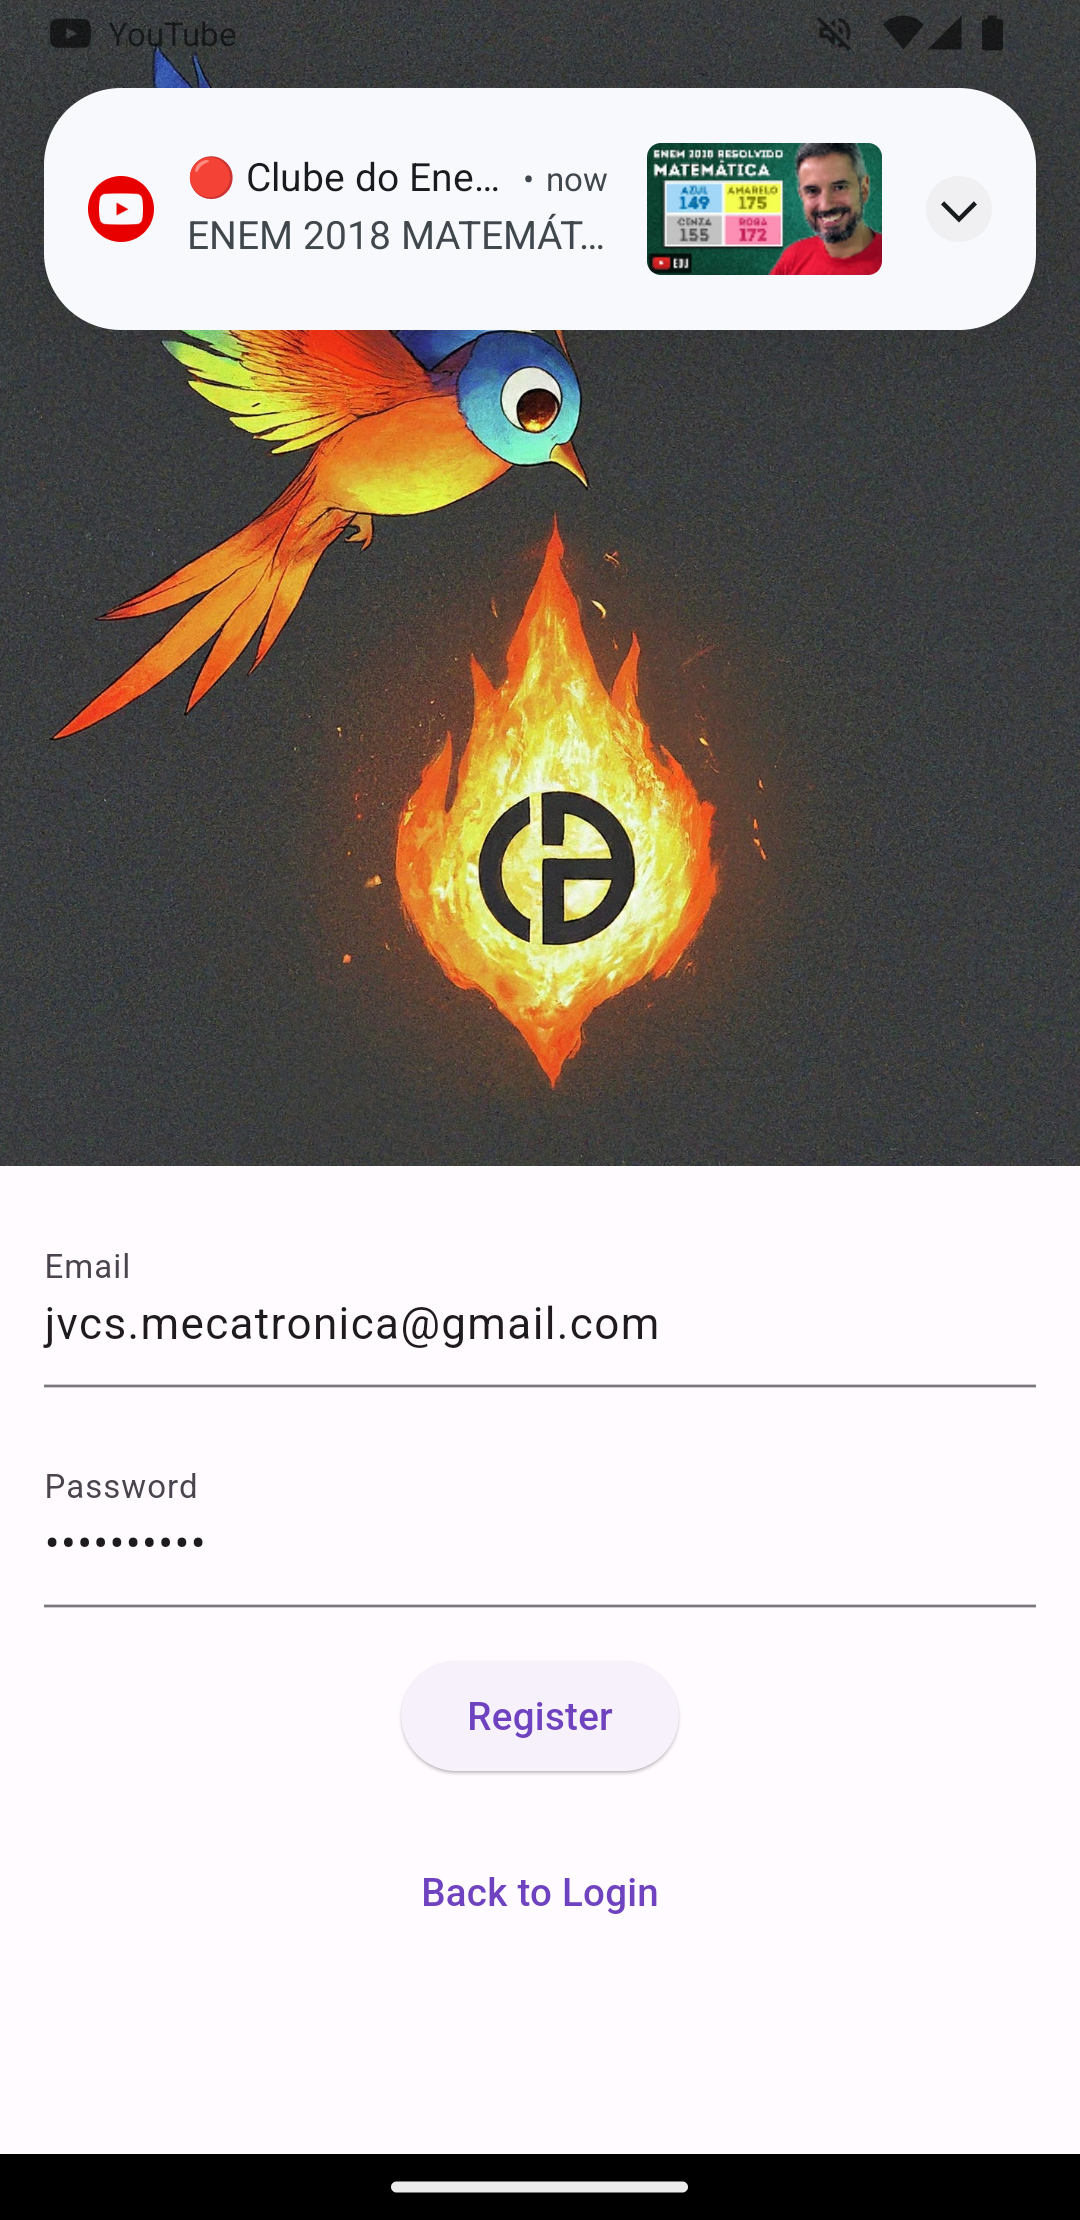 YouTube
🔴 Clube do Ene... • now
ENEM 2018 MATEMÁT...
ENEM 2018 RESOLVIDO
MATEMÁTICA
AZUL AMARELO
149 175
CINZA ROSA
155 172
EDU
Email
jvcs.mecatronica@gmail.com
Password
••••••••••
Register
Back to Login